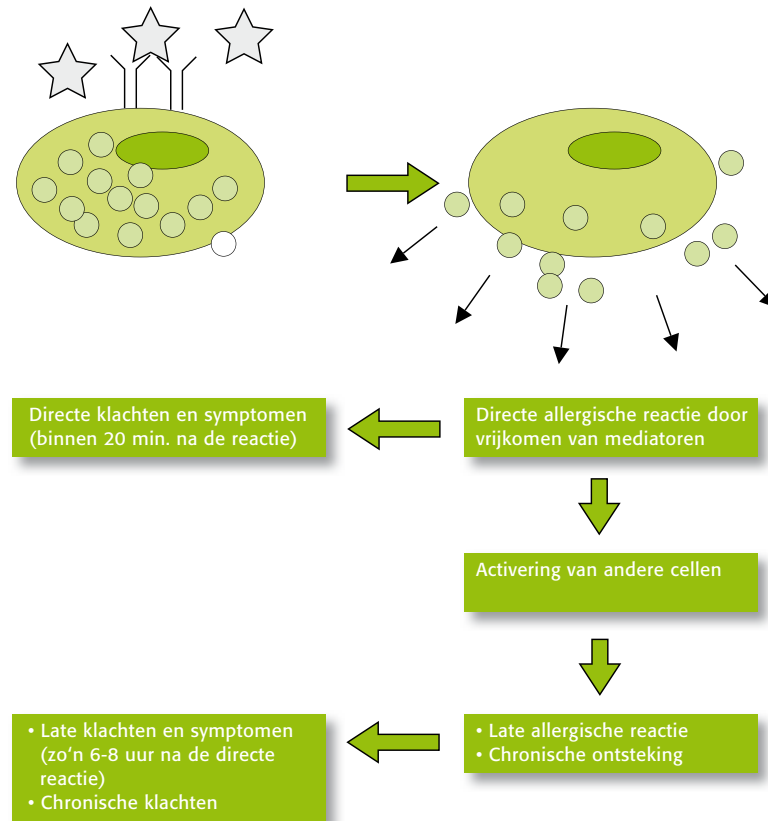 Directe klachten en symptomen
(binnen 20 min. na de reactie)
Directe allergische reactie door
vrijkomen van mediatoren
Activering van andere cellen
• Late klachten en symptomen
(zo'n 6-8 uur na de directe
reactie)
• Chronische klachten
• Late allergische reactie
• Chronische ontsteking